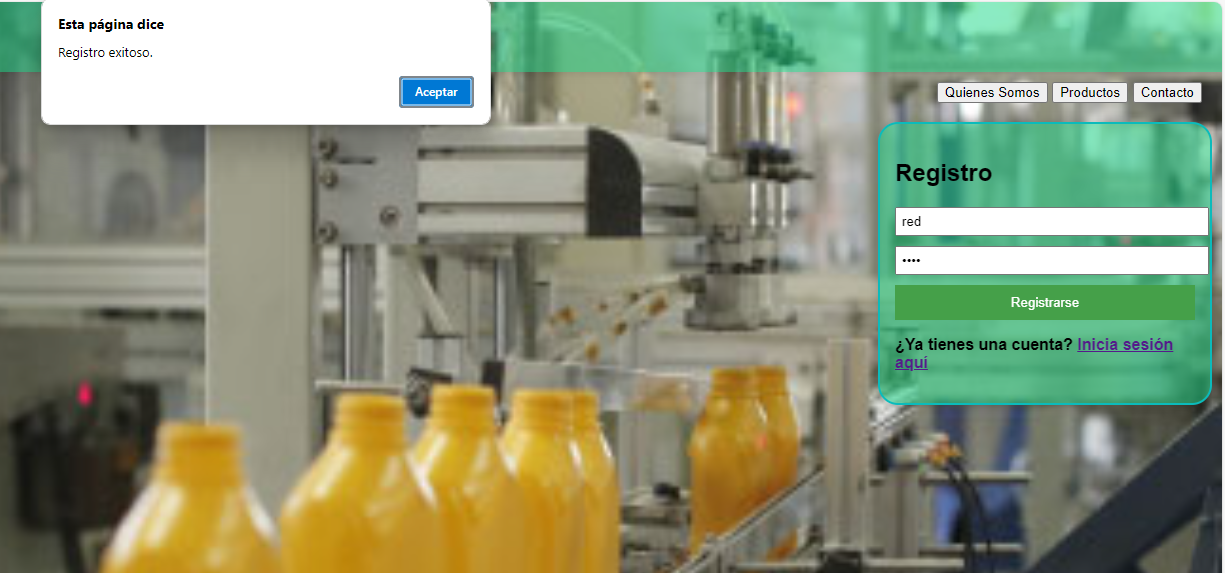 Esta página dice
Registro exitoso.
Aceptar
Quienes Somos
Productos
Contacto
Registro
red
••••
Registrarse
¿Ya tienes una cuenta? Inicia sesión
aquí